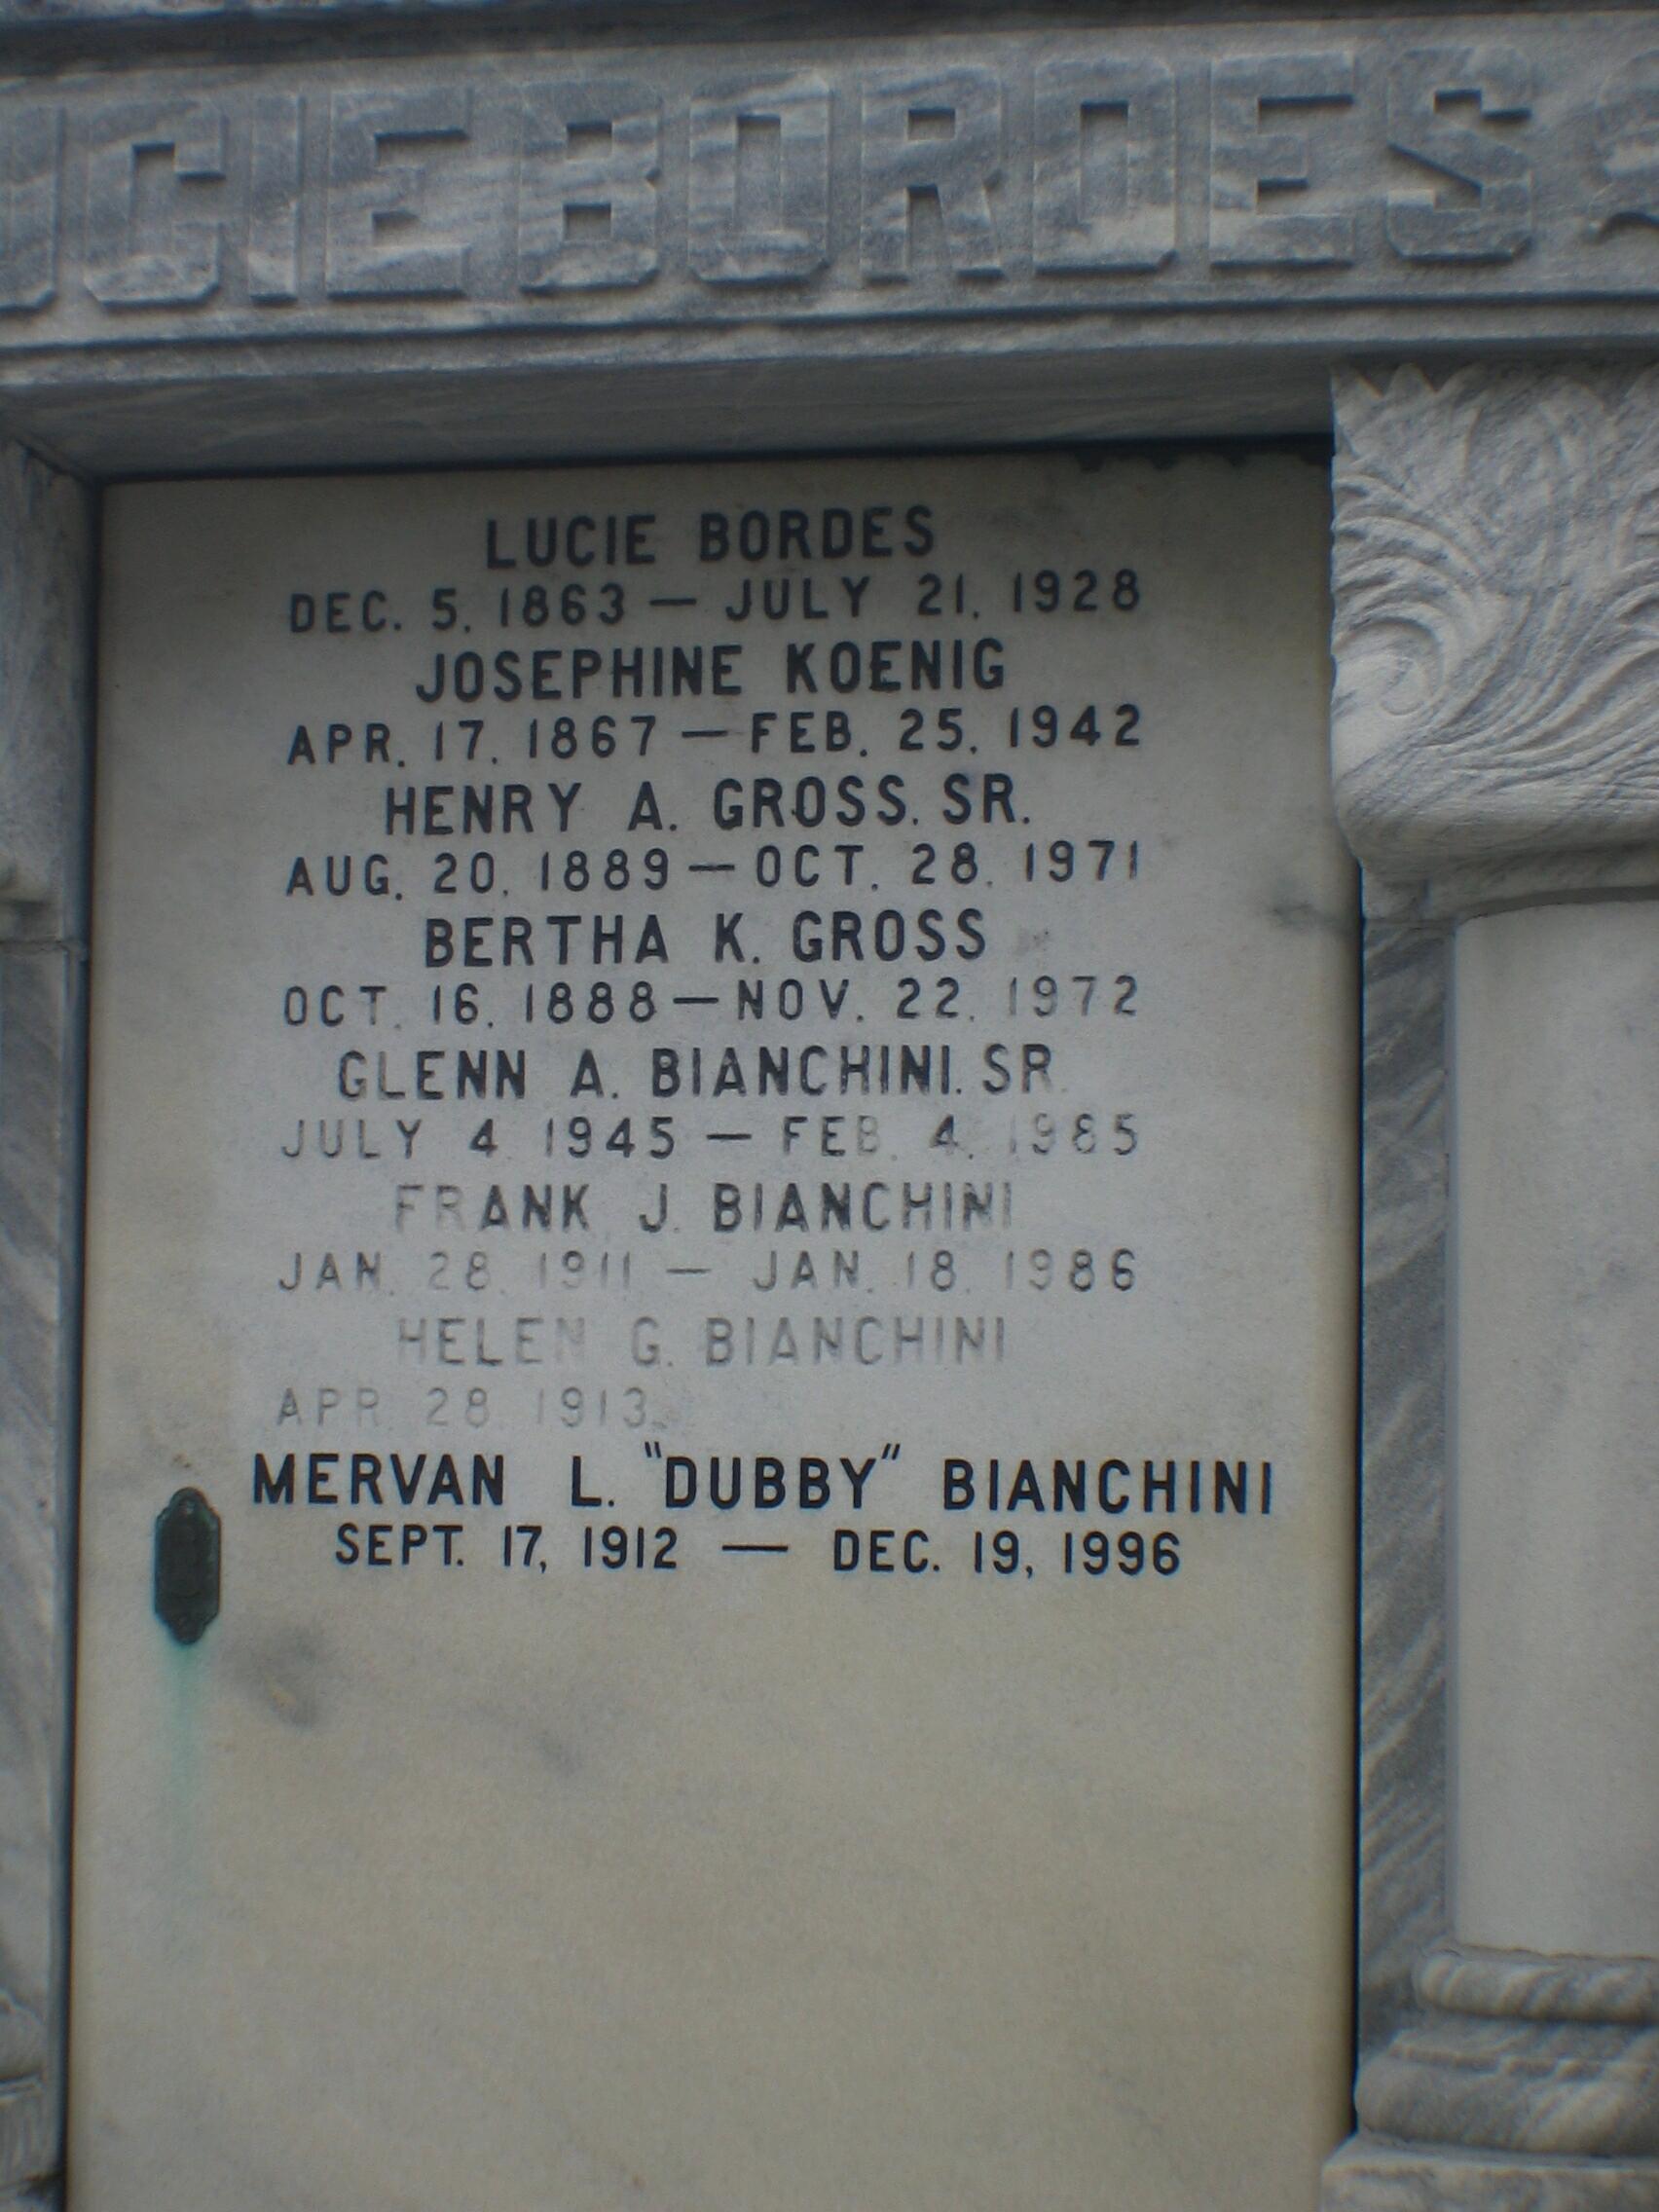 UCIE BORDES
LUCIE BORDES
DEC. 5, 1863 — JULY 21, 1928
JOSEPHINE KOENIG
APR. 17, 1867 — FEB. 25, 1942
HENRY A. GROSS, SR.
AUG. 20, 1889 — OCT. 28, 1971
BERTHA K. GROSS
OCT. 16, 1888 — NOV. 22, 1972
GLENN A. BIANCHINI, SR.
JULY 4 1945 — FEB. 4, 1985
FRANK J. BIANCHINI
JAN. 28, 1911 — JAN. 18, 1986
HELEN G. BIANCHINI
APR. 28 1913
MERVAN L. "DUBBY" BIANCHINI
SEPT. 17, 1912 — DEC. 19, 1996